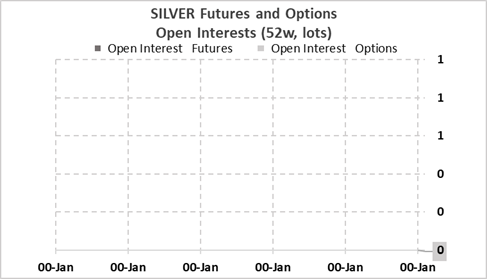 SILVER Futures and Options
Open Interests (52w, lots)
Open Interest Futures Open Interest Options
1
1
1
0
0
0
00-Jan 00-Jan 00-Jan 00-Jan 00-Jan 00-Jan